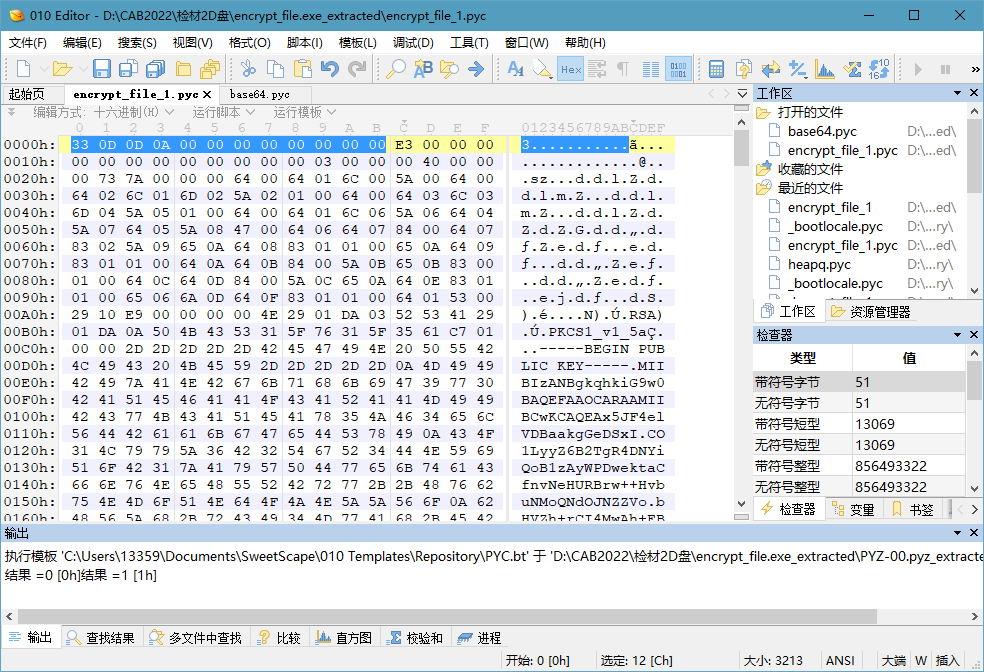 010 Editor - D:\CAB2022\检材2D盘\encrypt_file.exe_extracted\encrypt_file_1.pyc
文件(F) 编辑(E) 搜索(S) 视图(V) 格式(O) 脚本(I) 模板(L) 调试(D) 工具(T) 窗口(W) 帮助(H)
起始页 encrypt_file_1.pyc base64.pyc
编辑方式: 十六进制(H) 运行脚本 运行模板
0 1 2 3 4 5 6 7 8 9 A B C D E F 0123456789ABCDEF
0000h: 33 0D 0D 0A 00 00 00 00 00 00 00 00 E3 00 00 00 3...........ã...
0010h: 00 00 00 00 00 00 00 00 00 03 00 00 00 40 00 00 .............@..
0020h: 00 73 7A 00 00 00 64 00 64 01 6C 00 5A 00 64 00 .sz...d.d.l.Z.d.
0030h: 64 02 6C 01 6D 02 5A 02 01 00 64 00 64 03 6C 03 d.l.m.Z...d.d.l.
0040h: 6D 04 5A 05 01 00 64 00 64 01 6C 06 5A 06 64 04 m.Z...d.d.l.Z.d.
0050h: 5A 07 64 05 5A 08 47 00 64 06 64 07 84 00 64 07 Z.d.Z.G.d.d.„.d.
0060h: 83 02 5A 09 65 0A 64 08 83 01 01 00 65 0A 64 09 ƒ.Z.e.d.ƒ...e.d.
0070h: 83 01 01 00 64 0A 64 0B 84 00 5A 0B 65 0B 83 00 ƒ...d.d.„.Z.e.ƒ.
0080h: 01 00 64 0C 64 0D 84 00 5A 0C 65 0A 64 0E 83 01 ..d.d.„.Z.e.d.ƒ.
0090h: 01 00 65 06 6A 0D 64 0F 83 01 01 00 64 01 53 00 ..e.j.d.ƒ...d.S.
00A0h: 29 10 E9 00 00 00 00 4E 29 01 DA 03 52 53 41 29 ).é....N).Ú.RSA)
00B0h: 01 DA 0A 50 4B 43 53 31 5F 76 31 5F 35 61 C7 01 .Ú.PKCS1_v1_5aÇ.
00C0h: 00 00 2D 2D 2D 2D 2D 42 45 47 49 4E 20 50 55 42 ..-----BEGIN PUB
00D0h: 4C 49 43 20 4B 45 59 2D 2D 2D 2D 2D 0A 4D 49 49 LIC KEY-----.MII
00E0h: 42 49 7A 41 4E 42 67 6B 71 68 6B 69 47 39 77 30 BIzANBgkqhkiG9w0
00F0h: 42 41 51 45 46 41 41 4F 43 41 52 41 41 4D 49 49 BAQEFAAOCARAAMII
0100h: 42 43 77 4B 43 41 51 45 41 78 35 4A 46 34 65 6C BCwKCAQEAx5JF4el
0110h: 56 44 42 61 61 6B 67 47 65 44 53 78 49 0A 43 4F VDBaakgGeDSxI.CO
0120h: 31 4C 79 79 5A 36 42 32 54 67 52 34 44 4E 59 69 1LyyZ6B2TgR4DNYi
0130h: 51 6F 42 31 7A 41 79 57 50 44 77 65 6B 74 61 43 QoB1zAyWPDwektaC
0140h: 66 6E 76 4E 65 48 55 52 42 72 77 2B 2B 48 76 62 fnvNeHURBrw++Hvb
0150h: 75 4E 4D 6F 51 4E 64 4F 4A 4E 5A 5A 56 6F 0A 62 uNMoQNdOJNZZVo.b
0160h: 48 56 5A 68 2B 72 43 49 34 4D 77 41 68 2B 45 42 HVZh+rCI4MwAh+EB
工作区
打开的文件
base64.pyc D:\...ed\
encrypt_file_1.pyc D:\...ed\
收藏的文件
最近的文件
encrypt_file_1 D:\...ed\
_bootlocale.pyc D:\...ry\
encrypt_file_1.pyc D:\...ed\
heapq.pyc D:\...ry\
_bootlocale.pyc D:\...ry\
工作区 资源管理器
检查器
类型 值
带符号字节 51
无符号字节 51
带符号短型 13069
无符号短型 13069
带符号整型 856493322
无符号整型 856493322
检查器 变量 书签
输出
执行模板 'C:\Users\13359\Documents\SweetScape\010 Templates\Repository\PYC.bt' 于 'D:\CAB2022\检材2D盘\encrypt_file.exe_extracted\PYZ-00.pyz_extracte
结果 =0 [0h]结果 =1 [1h]
输出 查找结果 多文件中查找 比较 直方图 校验和 进程
开始: 0 [0h] 选定: 12 [Ch] 大小: 3213 ANSI 大端 W 插入